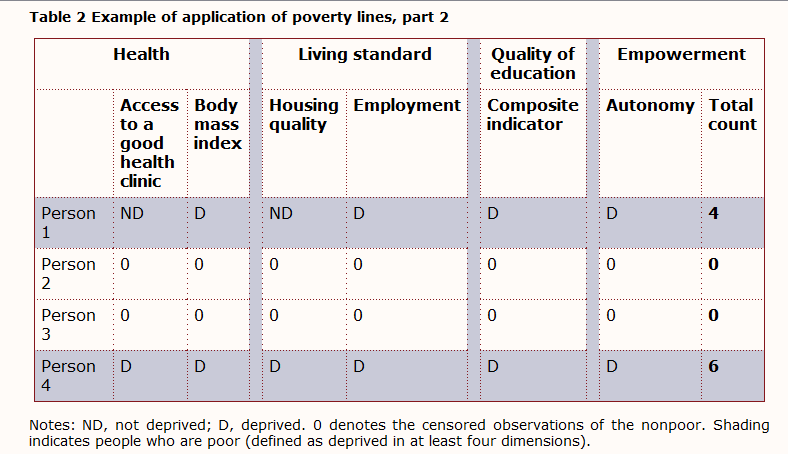 Table 2 Example of application of poverty lines, part 2
Health Living standard Quality of education Empowerment
Access to a good health clinic Body mass index Housing quality Employment Composite indicator Autonomy Total count
Person 1 ND D ND D D D 4
Person 2 0 0 0 0 0 0 0
Person 3 0 0 0 0 0 0 0
Person 4 D D D D D D 6
Notes: ND, not deprived; D, deprived. 0 denotes the censored observations of the nonpoor. Shading
indicates people who are poor (defined as deprived in at least four dimensions).